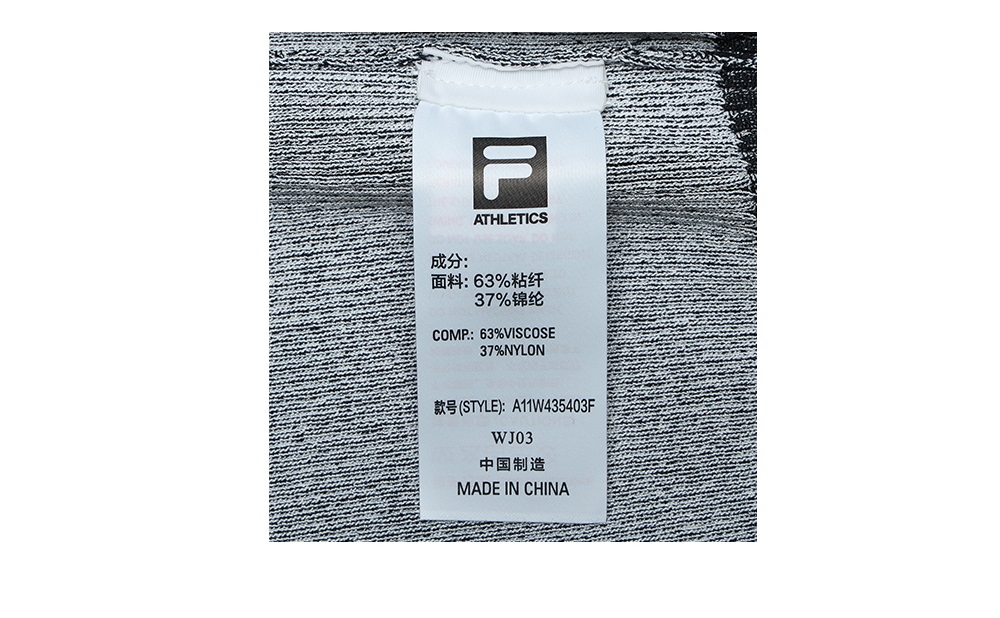 F
ATHLETICS
成分:
面料: 63%粘纤
37%锦纶
COMP.: 63%VISCOSE
37%NYLON
款号(STYLE): A11W435403F
WJ03
中国制造
MADE IN CHINA